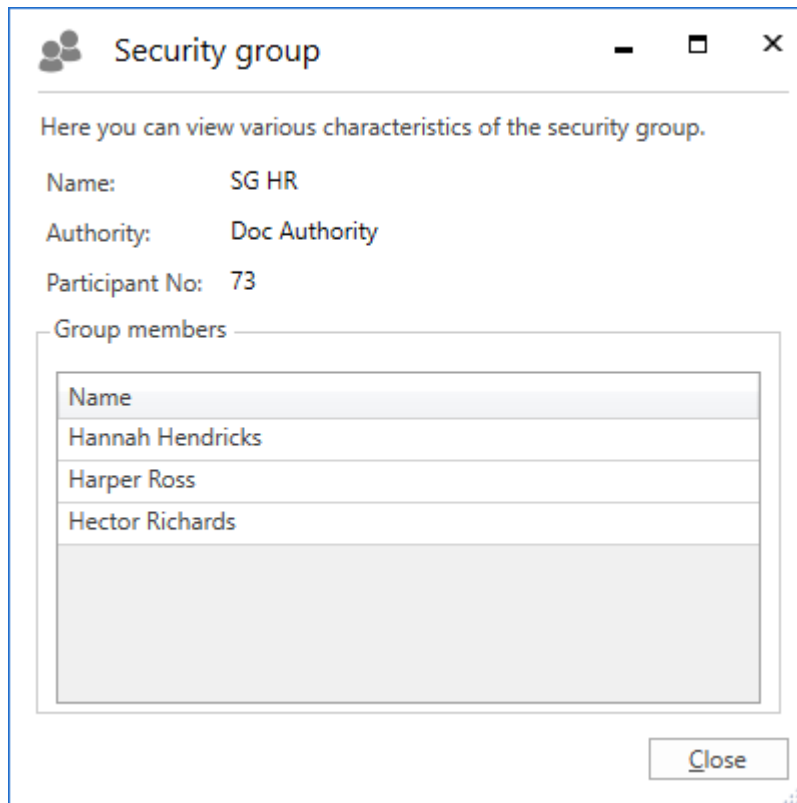 Security group
Here you can view various characteristics of the security group.
Name: SG HR
Authority: Doc Authority
Participant No: 73
Group members
Name
Hannah Hendricks
Harper Ross
Hector Richards
Close